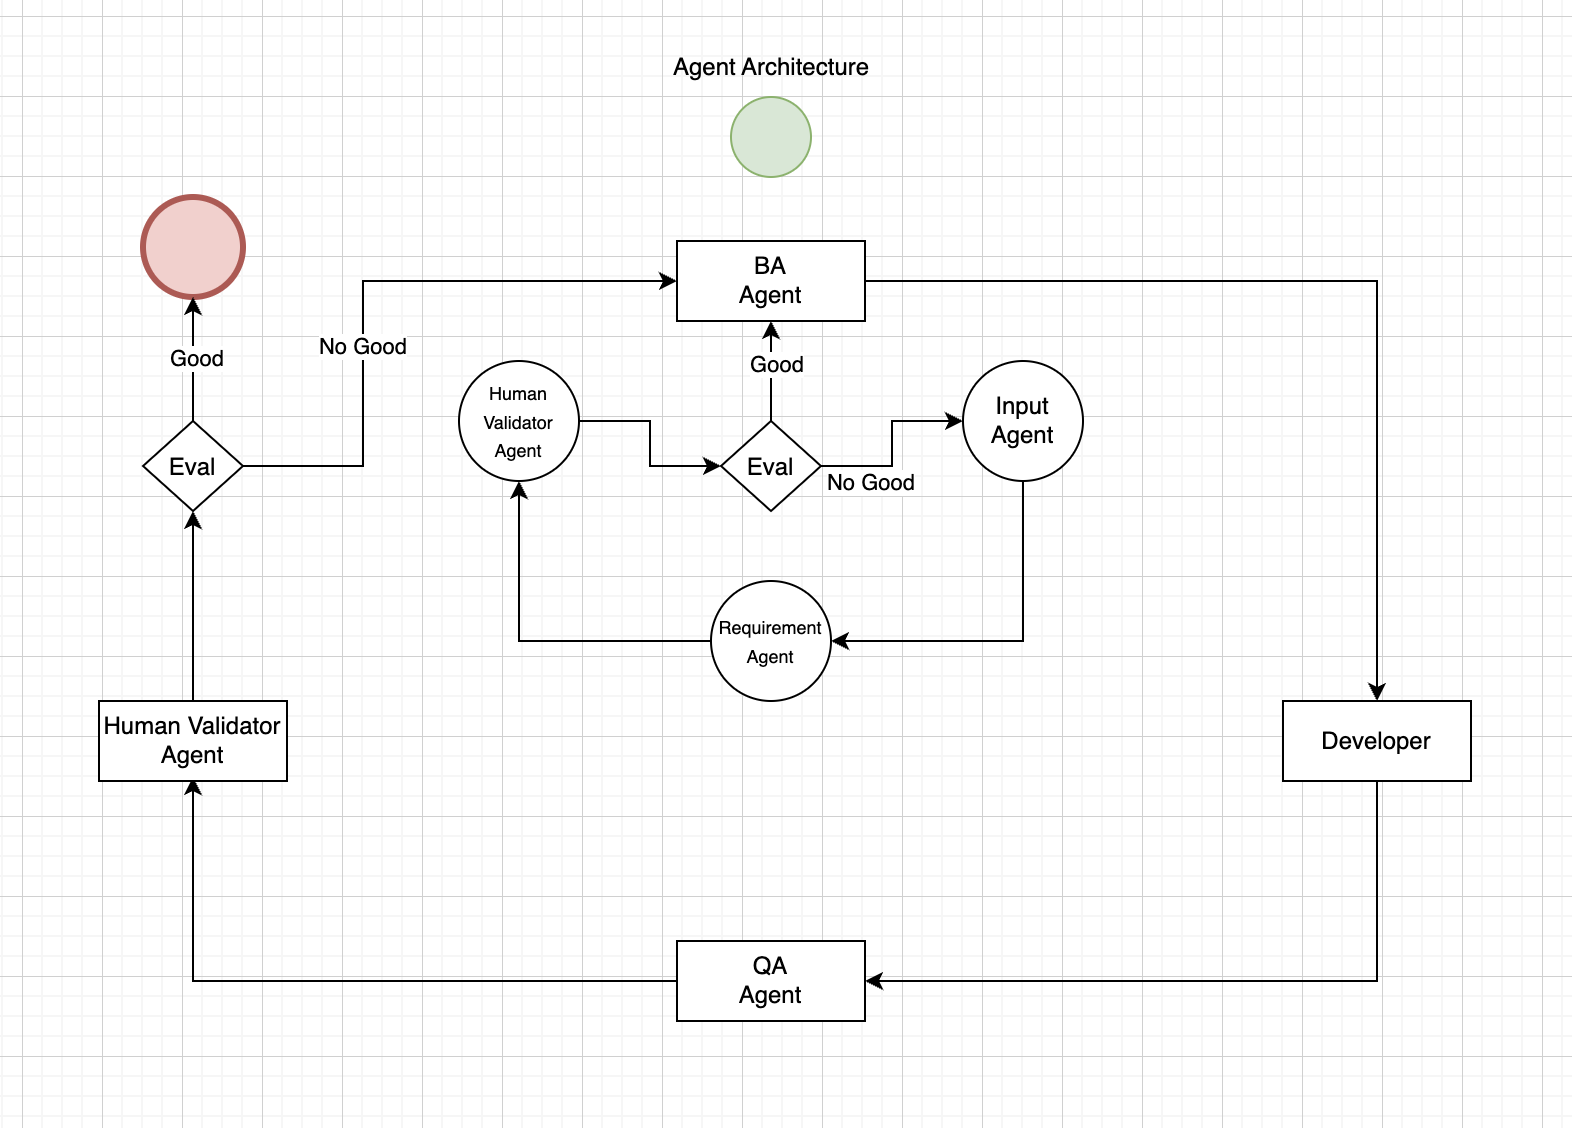 Agent Architecture
BA
Agent
Good
No Good
Good
Human
Validator
Agent
Input
Agent
Eval
Eval
No Good
Requirement
Agent
Human Validator
Agent
Developer
QA
Agent